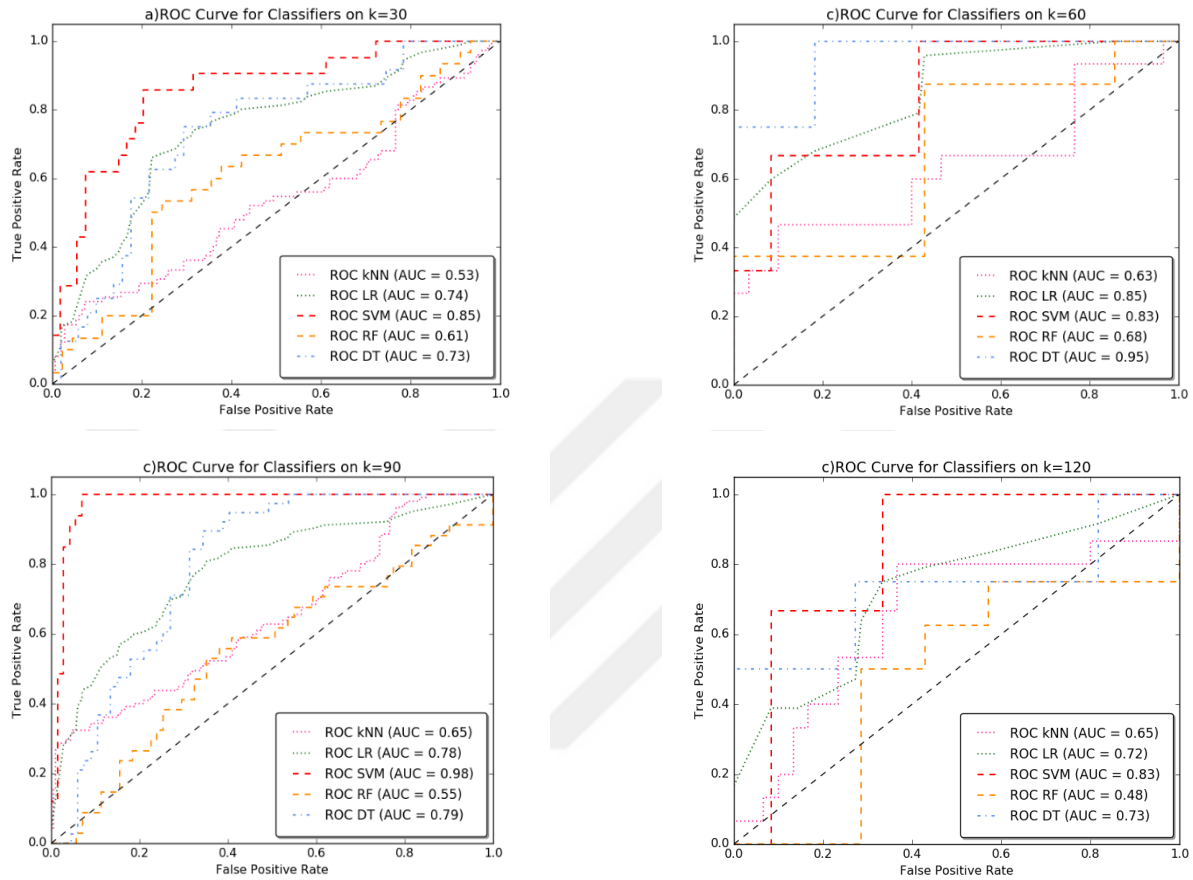 a)ROC Curve for Classifiers on k=30
1.0
0.8
0.6
0.4
0.2
0.0
True Positive Rate
ROC kNN (AUC = 0.53)
ROC LR (AUC = 0.74)
ROC SVM (AUC = 0.85)
ROC RF (AUC = 0.61)
ROC DT (AUC = 0.73)
0.0 0.2 0.4 0.6 0.8 1.0
False Positive Rate
c)ROC Curve for Classifiers on k=60
1.0
0.8
0.6
0.4
0.2
0.0
True Positive Rate
ROC kNN (AUC = 0.63)
ROC LR (AUC = 0.85)
ROC SVM (AUC = 0.83)
ROC RF (AUC = 0.68)
ROC DT (AUC = 0.95)
0.0 0.2 0.4 0.6 0.8 1.0
False Positive Rate
c)ROC Curve for Classifiers on k=90
1.0
0.8
0.6
0.4
0.2
0.0
True Positive Rate
ROC kNN (AUC = 0.65)
ROC LR (AUC = 0.78)
ROC SVM (AUC = 0.98)
ROC RF (AUC = 0.55)
ROC DT (AUC = 0.79)
0.0 0.2 0.4 0.6 0.8 1.0
False Positive Rate
c)ROC Curve for Classifiers on k=120
1.0
0.8
0.6
0.4
0.2
0.0
True Positive Rate
ROC kNN (AUC = 0.65)
ROC LR (AUC = 0.72)
ROC SVM (AUC = 0.83)
ROC RF (AUC = 0.48)
ROC DT (AUC = 0.73)
0.0 0.2 0.4 0.6 0.8 1.0
False Positive Rate